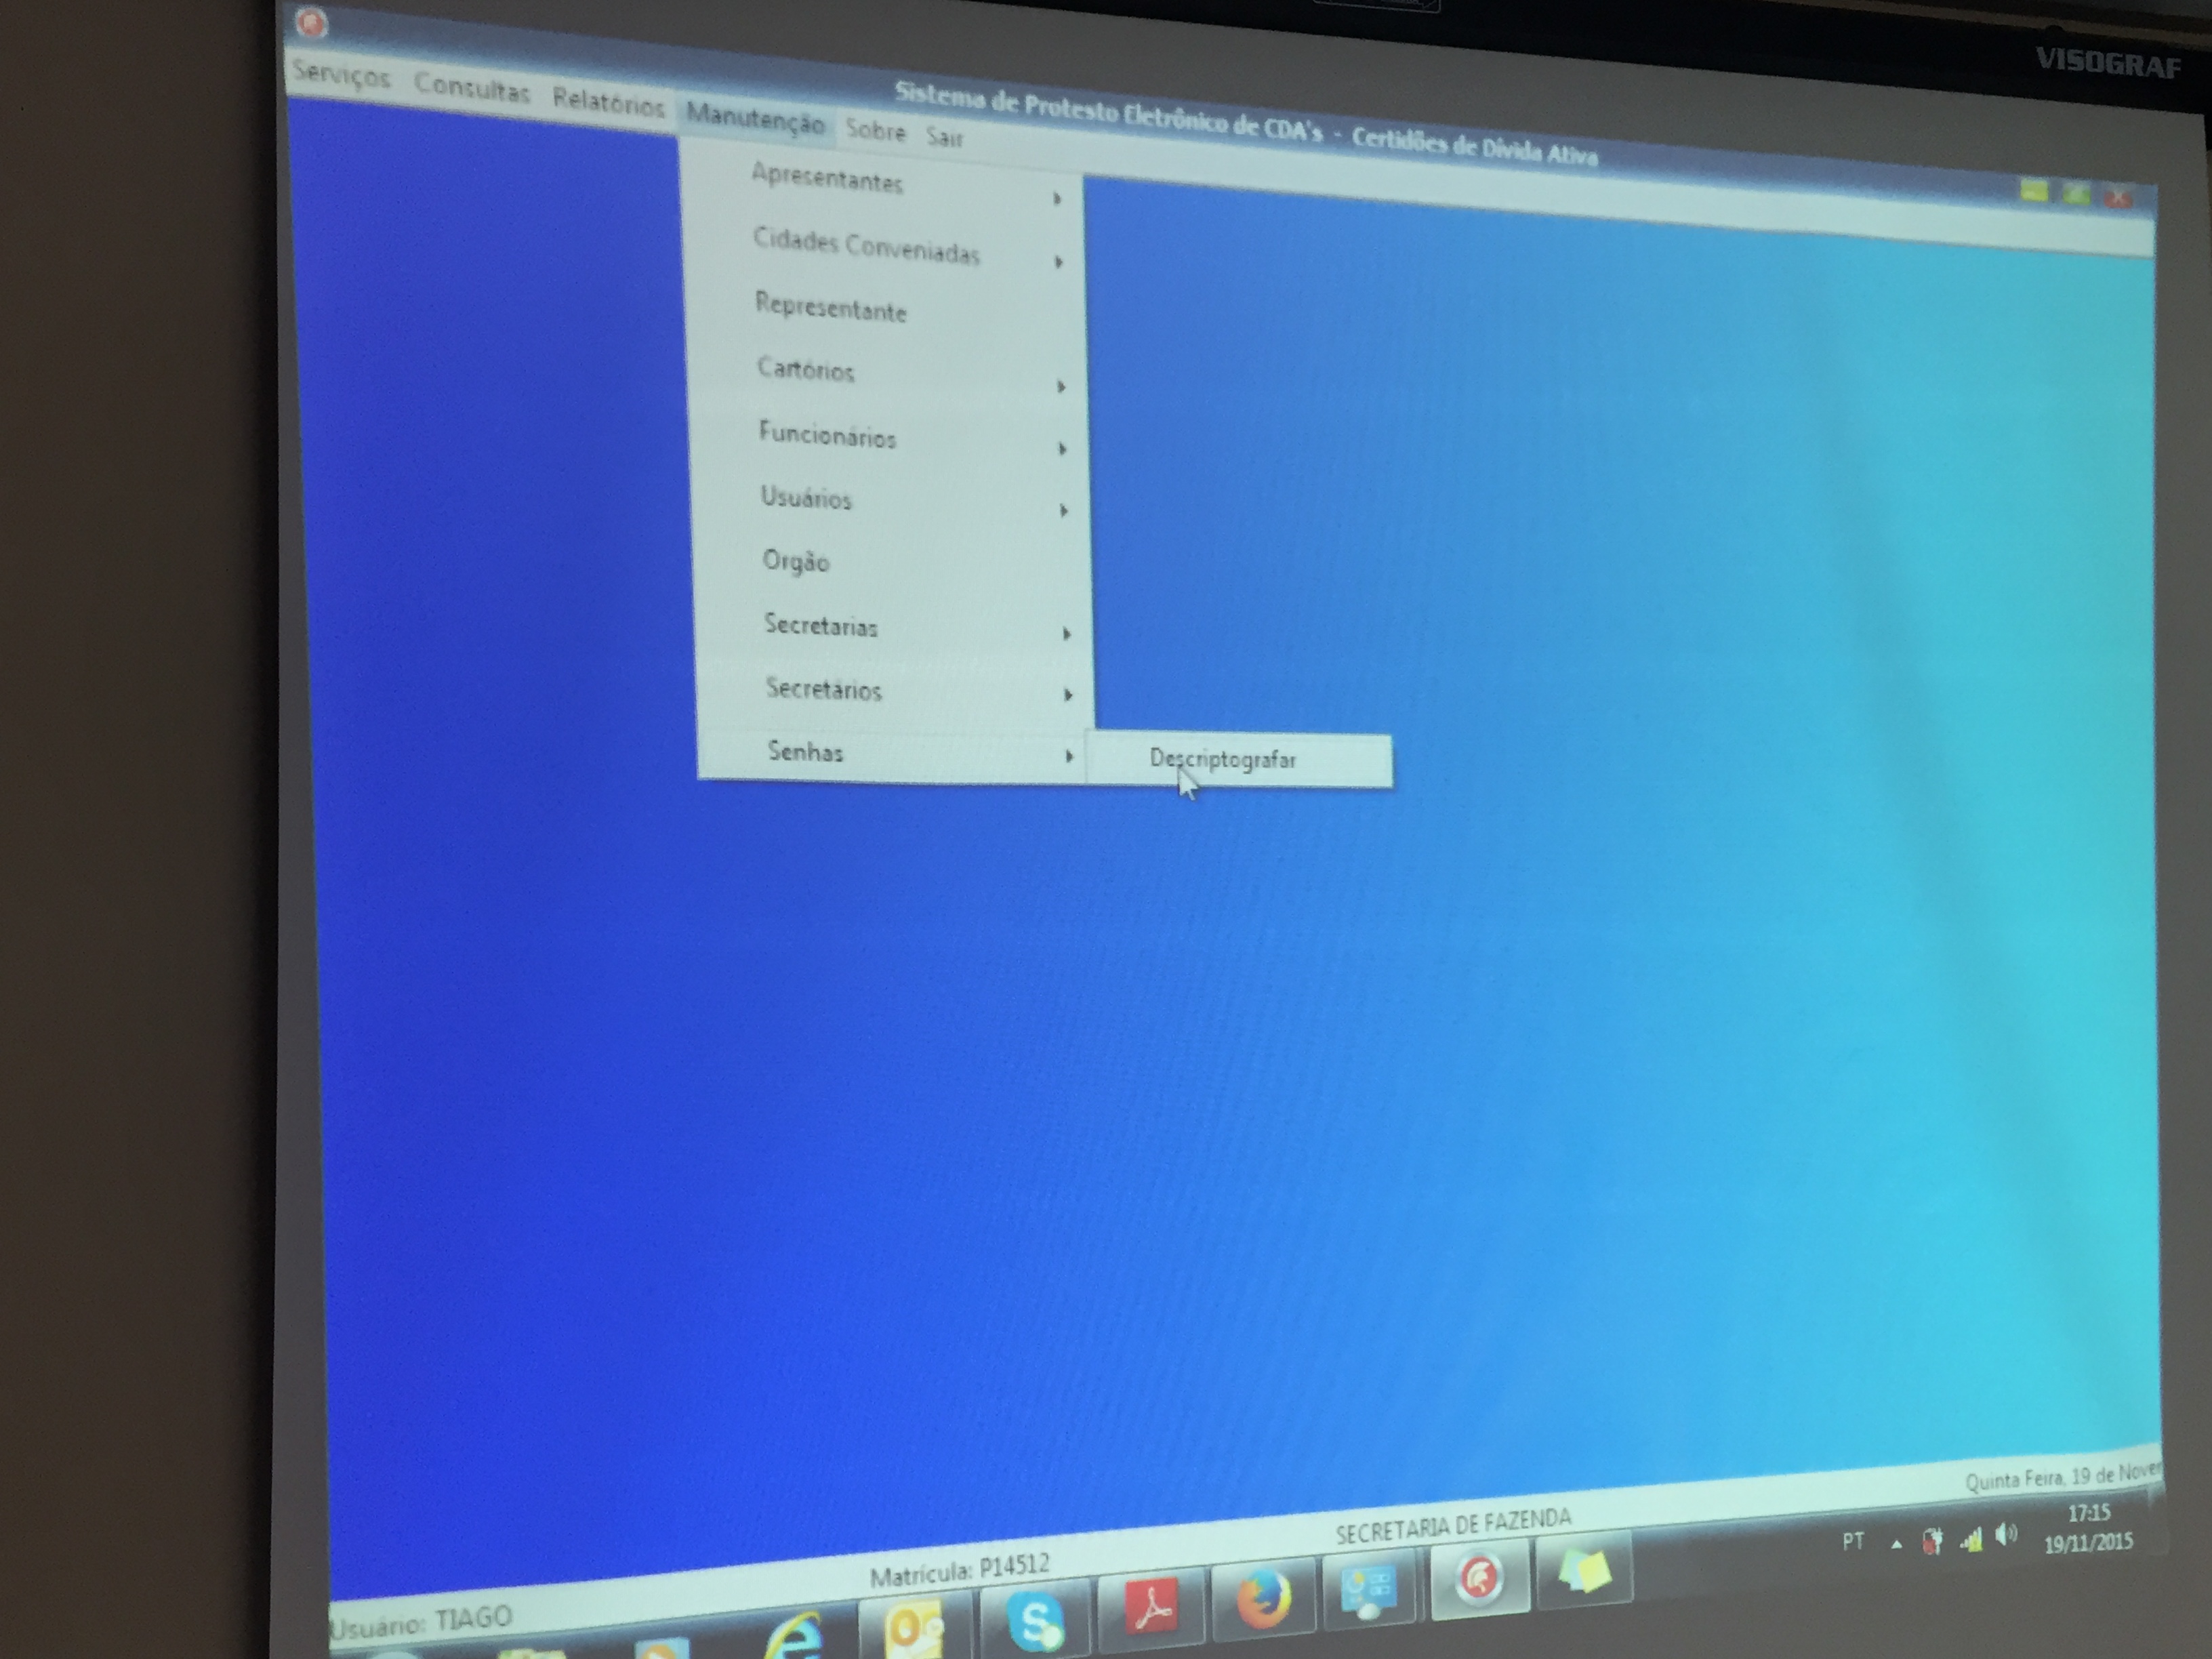 VISOGRAF
Sistema de Protesto Eletrônico de CDA's - Certidões de Dívida Ativa
Serviços Consultas Relatórios Manutenção Sobre Sair
Apresentantes
Cidades Conveniadas
Representante
Cartórios
Funcionários
Usuários
Orgão
Secretarias
Secretários
Senhas
Descriptografar
Usuário: TIAGO
Matrícula: P14512
SECRETARIA DE FAZENDA
Quinta Feira, 19 de Nove
PT
17:15
19/11/2015